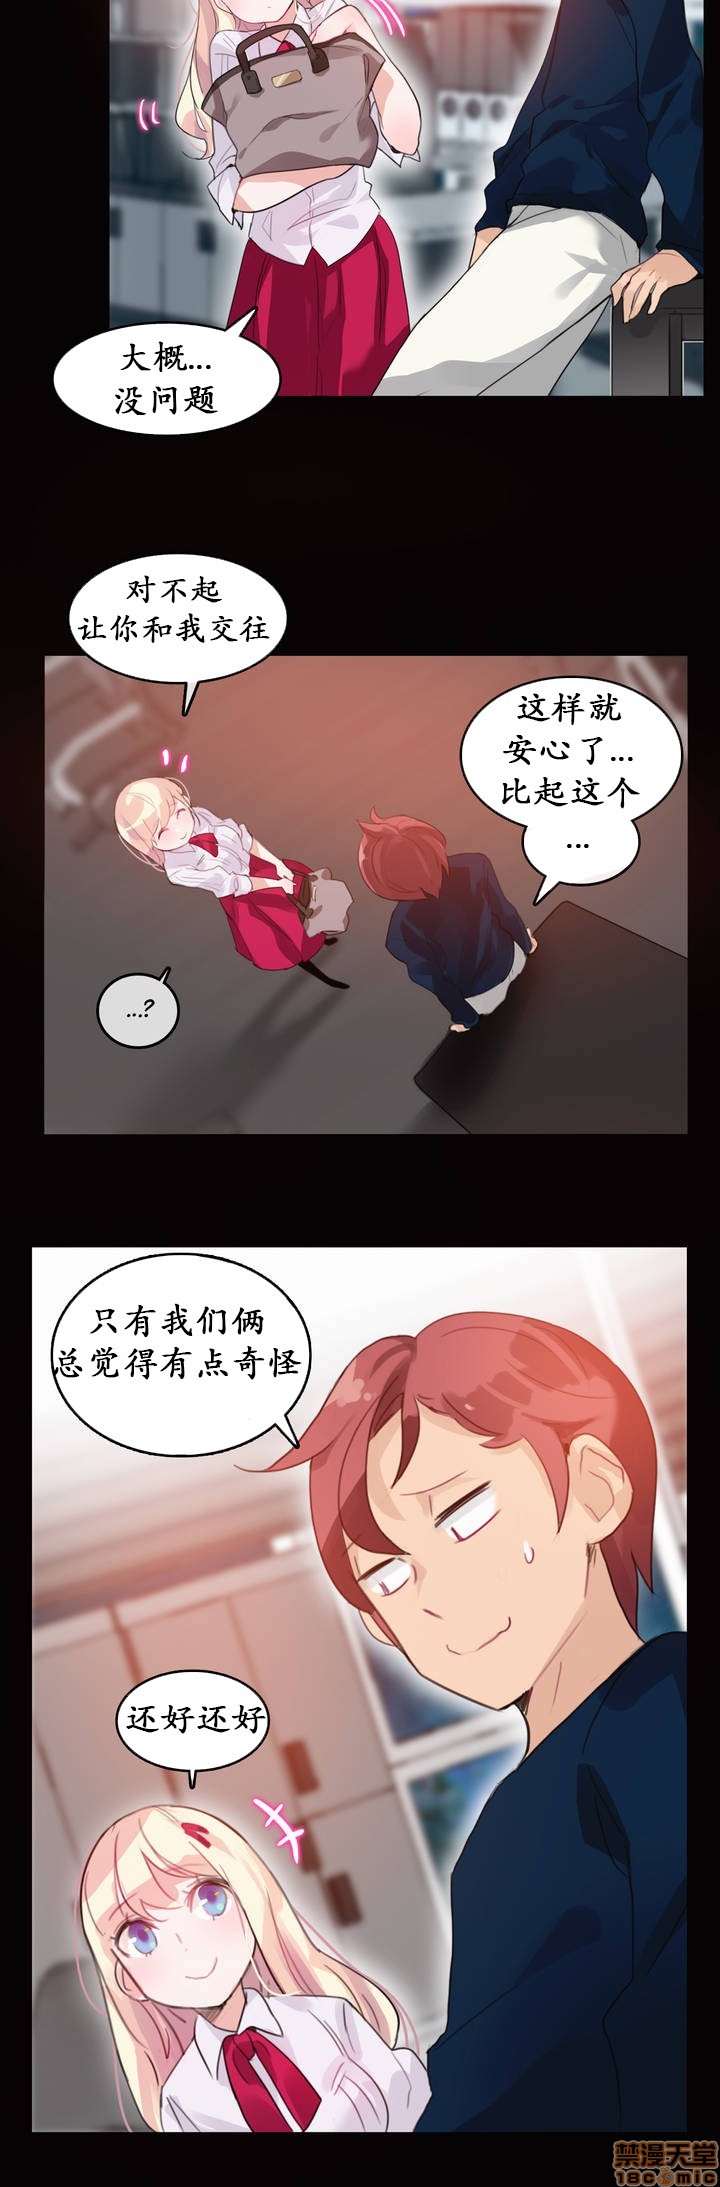 大概...
没问题
对不起
让你和我交往
这样就
安心了...
比起这个
...
...?
只有我们俩
总觉得有点奇怪
还好还好
禁漫天堂
18comic